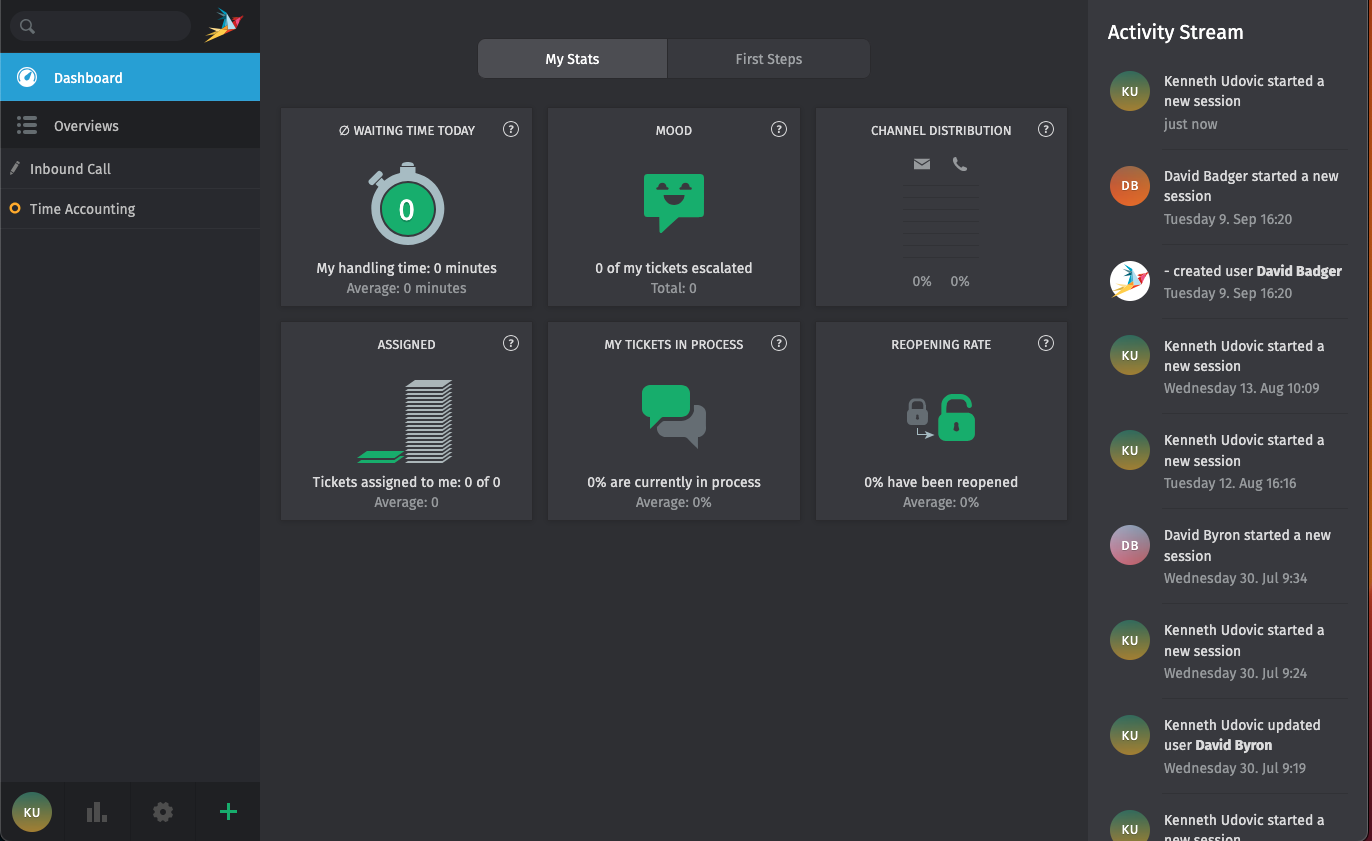 Dashboard
Overviews
Inbound Call
Time Accounting
KU
My Stats
First Steps
Ø WAITING TIME TODAY
?
0
My handling time: 0 minutes
Average: 0 minutes
MOOD
?
0 of my tickets escalated
Total: 0
CHANNEL DISTRIBUTION
?
0% 0%
ASSIGNED
?
Tickets assigned to me: 0 of 0
Average: 0
MY TICKETS IN PROCESS
?
0% are currently in process
Average: 0%
REOPENING RATE
?
0% have been reopened
Average: 0%
Activity Stream
KU
Kenneth Udovic started a
new session
just now
DB
David Badger started a new
session
Tuesday 9. Sep 16:20
- created user David Badger
Tuesday 9. Sep 16:20
KU
Kenneth Udovic started a
new session
Wednesday 13. Aug 10:09
KU
Kenneth Udovic started a
new session
Tuesday 12. Aug 16:16
DB
David Byron started a new
session
Wednesday 30. Jul 9:34
KU
Kenneth Udovic started a
new session
Wednesday 30. Jul 9:24
KU
Kenneth Udovic updated
user David Byron
Wednesday 30. Jul 9:19
KU
Kenneth Udovic started a
new session